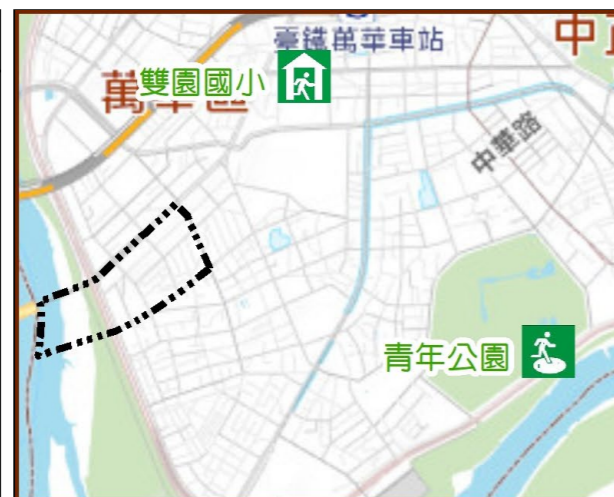 臺鐵萬華車站
中正
萬華區
雙園國小
中華路
青年公園